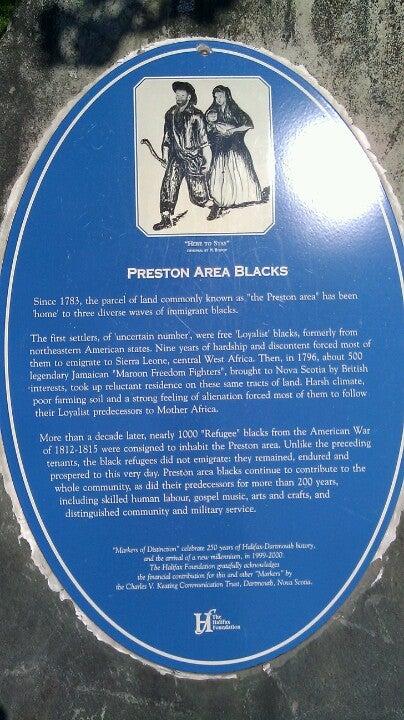 "Here to Stay"
PRESTON AREA BLACKS
Since 1783, the parcel of land commonly known as "the Preston area" has been
'home' to three diverse waves of immigrant blacks.
The first settlers, of 'uncertain number', were free 'Loyalist' blacks, formerly from
northeastern American states. Nine years of hardship and discontent forced most of
them to emigrate to Sierra Leone, central West Africa. Then, in 1796, about 500
legendary Jamaican "Maroon Freedom Fighters", brought to Nova Scotia by British
interests, took up reluctant residence on these same tracts of land. Harsh climate,
poor farming soil and a strong feeling of alienation forced most of them to follow
their Loyalist predecessors to Mother Africa.
More than a decade later, nearly 1000 "Refugee" blacks from the American War
of 1812-1815 were consigned to inhabit the Preston area. Unlike the preceding
tenants, the black refugees did not emigrate: they remained, endured and
prospered to this very day. Preston area blacks continue to contribute to the
whole community, as did their predecessors for more than 200 years,
including skilled human labour, gospel music, arts and crafts, and
distinguished community and military service.
"Markers of Distinction" celebrate 250 years of Halifax-Dartmouth history,
and the arrival of a new millennium, in 1999-2000.
The Halifax Foundation gratefully acknowledges
the financial contribution for this and other "Markers" by
the Charles V. Keating Communication Trust, Dartmouth, Nova Scotia.
The
Halifax
Foundation